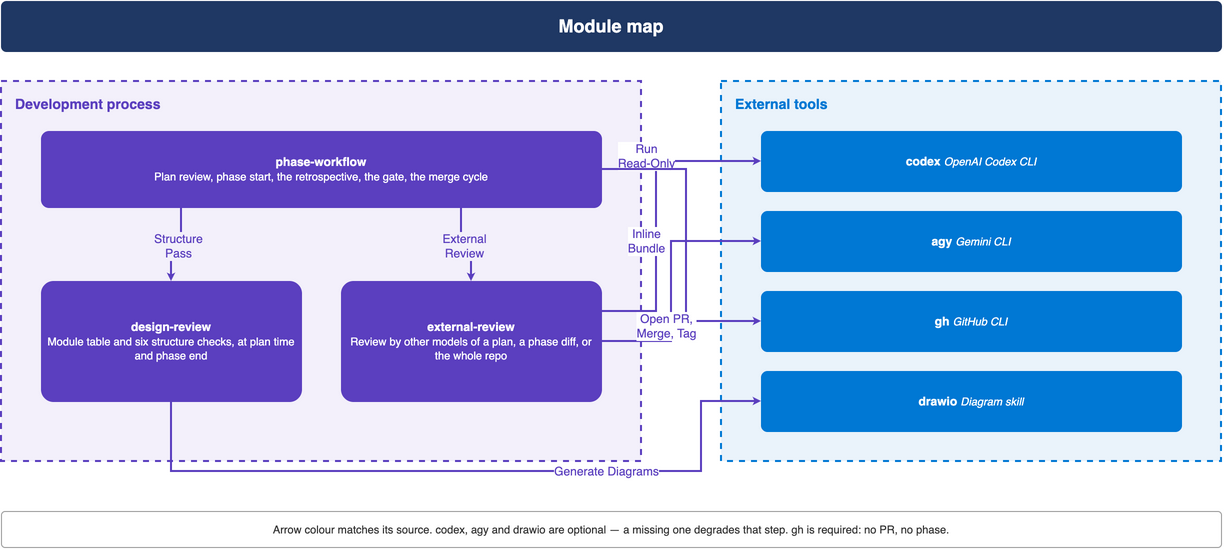 Module map
Development process
External tools
phase-workflow
Plan review, phase start, the retrospective, the gate, the merge cycle
Run
Read-Only
codex OpenAI Codex CLI
Structure
Pass
External
Review
Inline
Bundle
agy Gemini CLI
design-review
Module table and six structure checks, at plan time
and phase end
external-review
Review by other models of a plan, a phase diff, or
the whole repo
Open PR,
Merge, Tag
gh GitHub CLI
drawio Diagram skill
Generate Diagrams
Arrow colour matches its source. codex, agy and drawio are optional — a missing one degrades that step. gh is required: no PR, no phase.